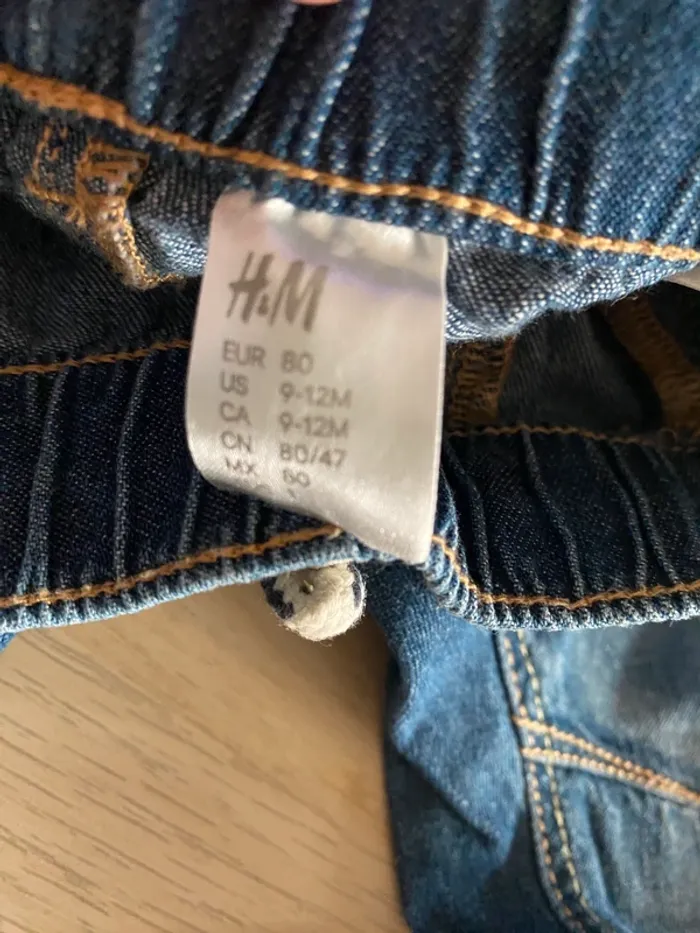 H&M
EUR 80
US 9-12M
CA 9-12M
CN 80/47
MX 80